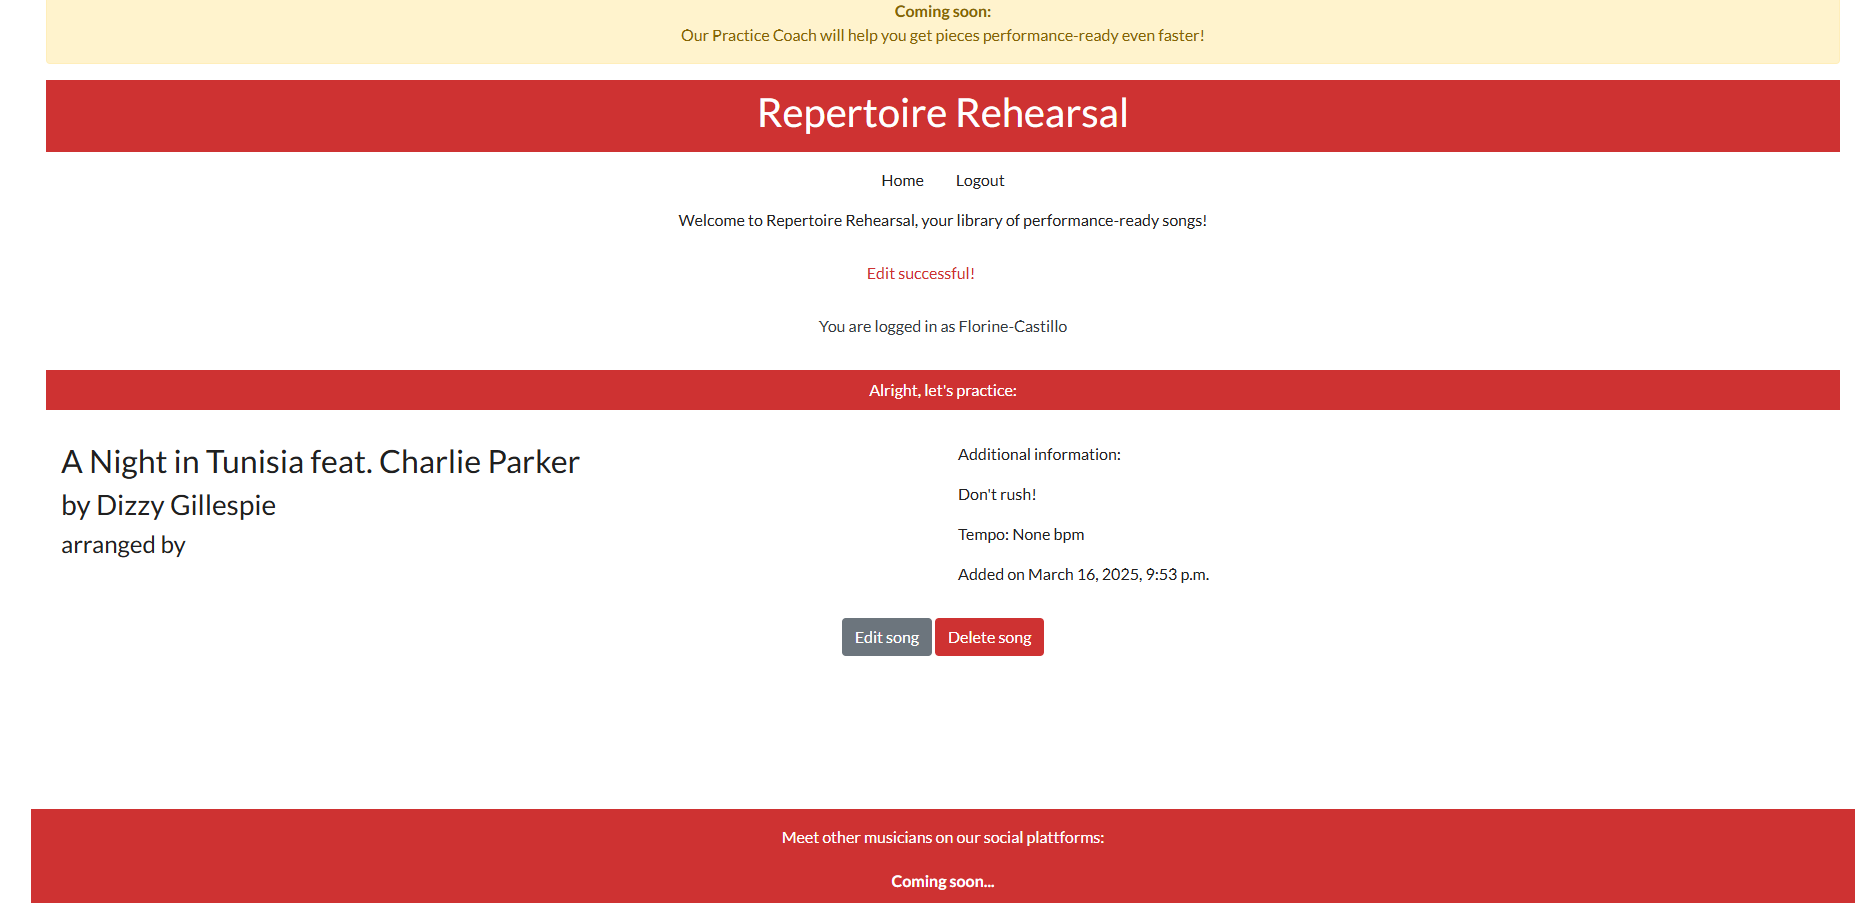 Coming soon:
Our Practice Coach will help you get pieces performance-ready even faster!
Repertoire Rehearsal
Home Logout
Welcome to Repertoire Rehearsal, your library of performance-ready songs!
Edit successful!
You are logged in as Florine-Castillo
Alright, let's practice:
A Night in Tunisia feat. Charlie Parker
by Dizzy Gillespie
arranged by
Additional information:
Don't rush!
Tempo: None bpm
Added on March 16, 2025, 9:53 p.m.
Edit song Delete song
Meet other musicians on our social plattforms:
Coming soon...